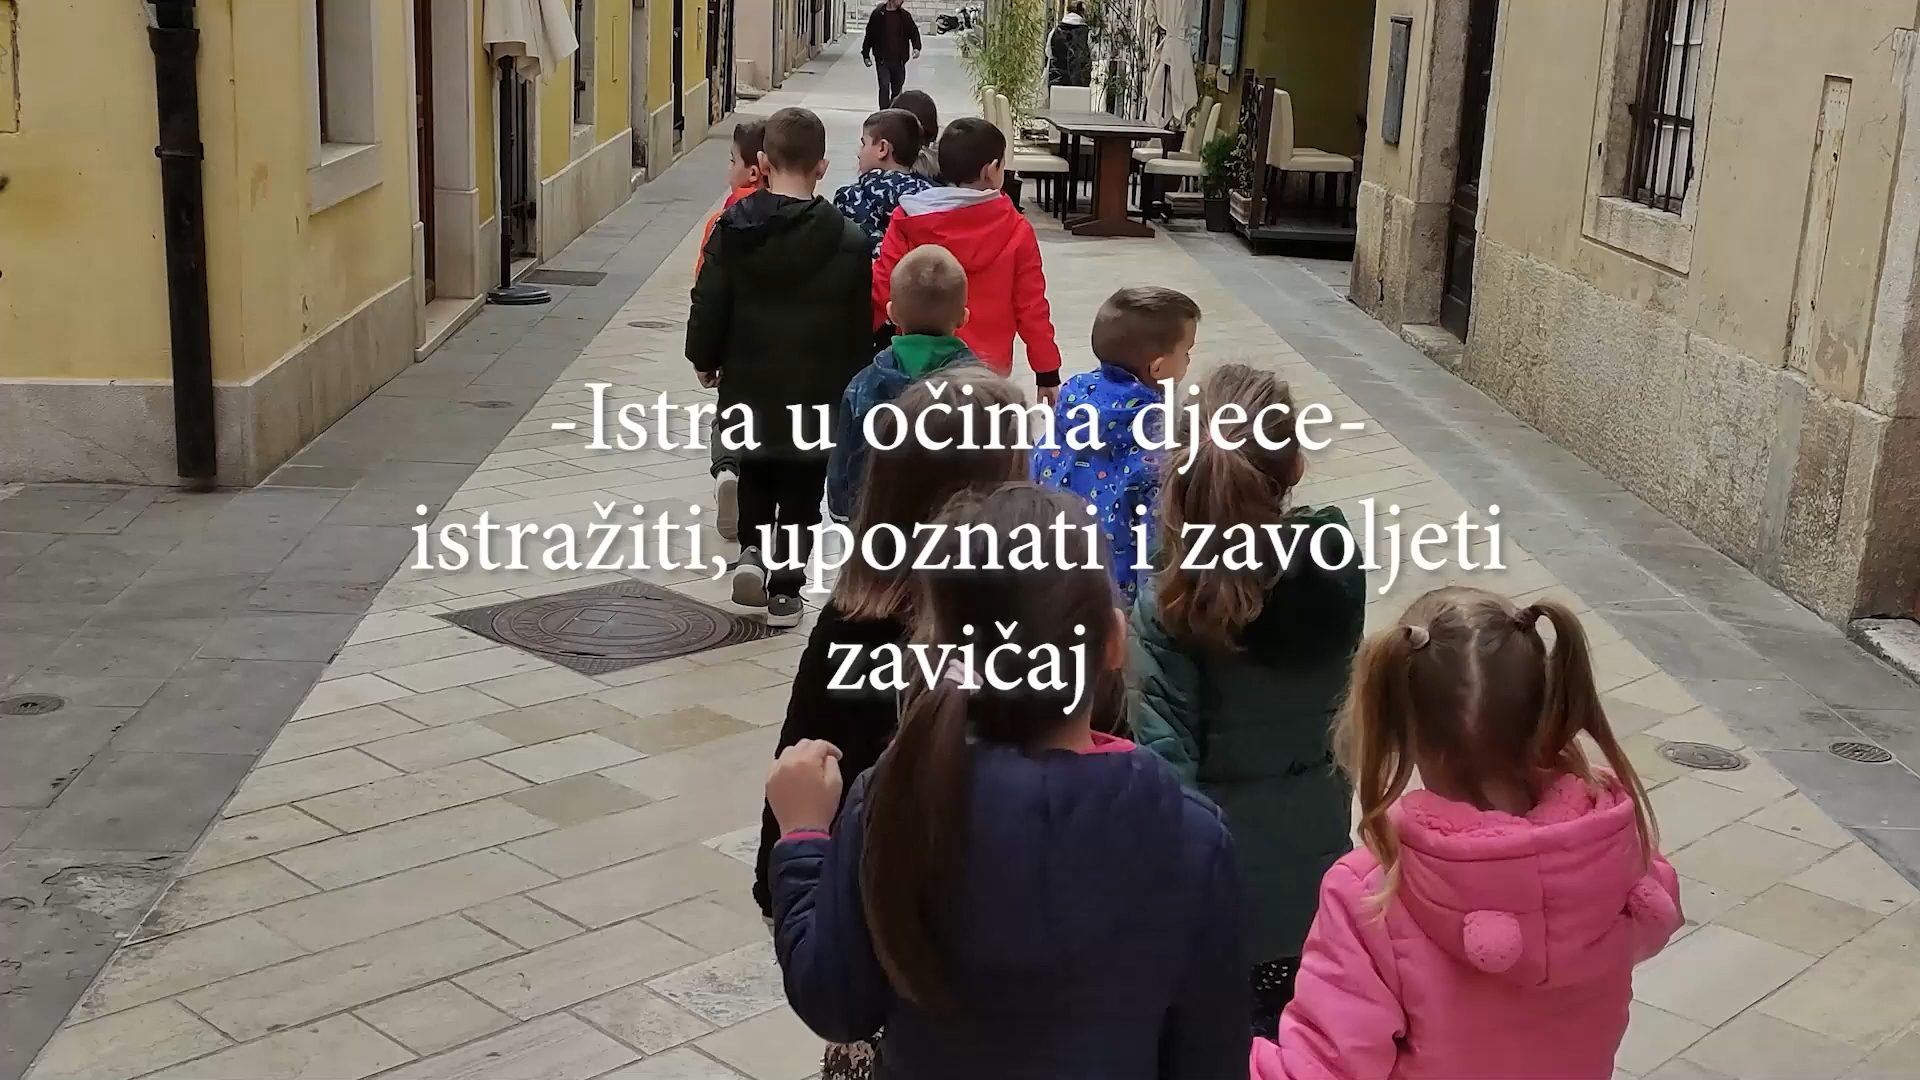 -Istra u očima djece-
istražiti, upoznati i zavoljeti
zavičaj